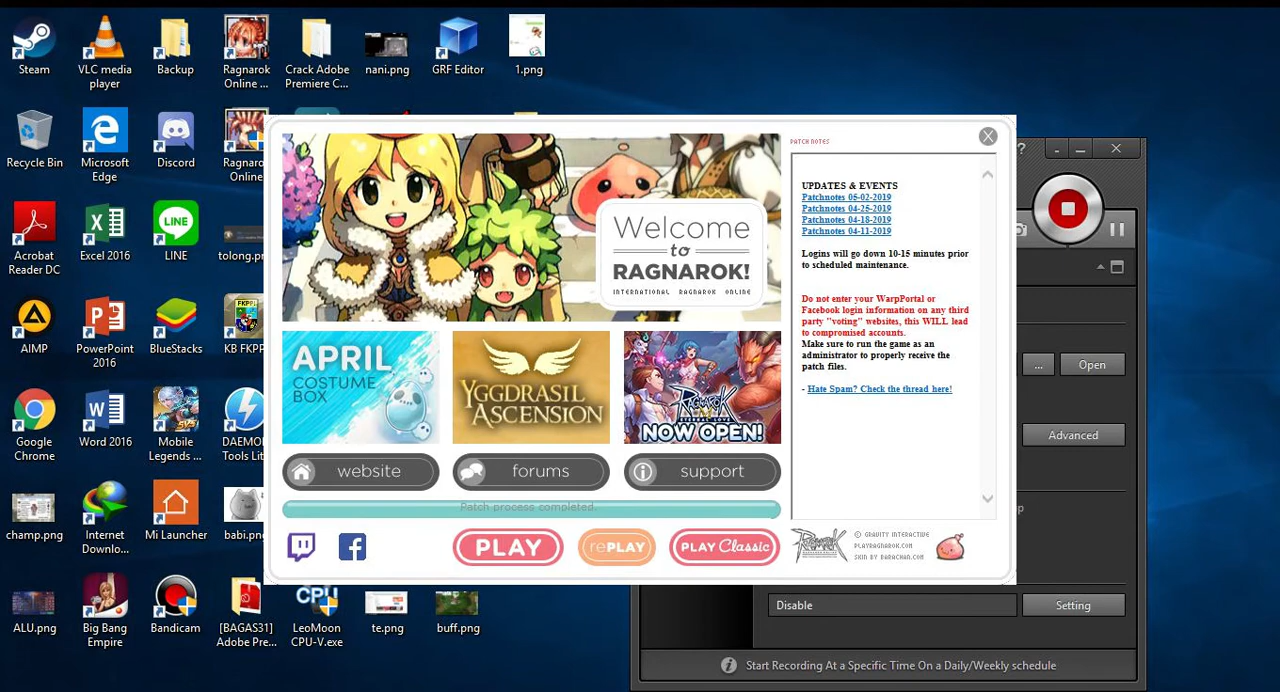 Steam
VLC media
player
Backup
Ragnarok
Online ...
Crack Adobe
Premiere C...
nani.png
GRF Editor
1.png
Recycle Bin
Microsoft
Edge
Discord
Ragnaro
Online
Acrobat
Reader DC
Excel 2016
LINE
tolong.pn
AIMP
PowerPoint
2016
BlueStacks
KB FKPP
Google
Chrome
Word 2016
Mobile
Legends ...
DAEMO
Tools Lit
champ.png
Internet
Downlo...
Mi Launcher
babi.png
ALU.png
Big Bang
Empire
Bandicam
[BAGAS31]
Adobe Pre...
LeoMoon
CPU-V.exe
te.png
buff.png
Welcome
to
RAGNAROK!
INTERNATIONAL RAGNAROK ONLINE
APRIL
COSTUME
BOX
YGGDRASIL
ASCENSION
RAGNAROK
ETERNAL LOVE
NOW OPEN!
website
forums
support
Patch process completed.
PLAY
rePLAY
PLAY Classic
PATCH NOTES
UPDATES & EVENTS
Patchnotes 05-02-2019
Patchnotes 04-25-2019
Patchnotes 04-18-2019
Patchnotes 04-11-2019
Logins will go down 10-15 minutes prior
to scheduled maintenance.
Do not enter your WarpPortal or
Facebook login information on any third
party "voting" websites, this WILL lead
to compromised accounts.
Make sure to run the game as an
administrator to properly receive the
patch files.
- Hate Spam? Check the thread here!
RAGNAROK
© GRAVITY INTERACTIVE
PLAYRAGNAROK.COM
SKIN BY DARACHAN.COM
?
...
Open
Advanced
Disable
Setting
Start Recording At a Specific Time On a Daily/Weekly schedule